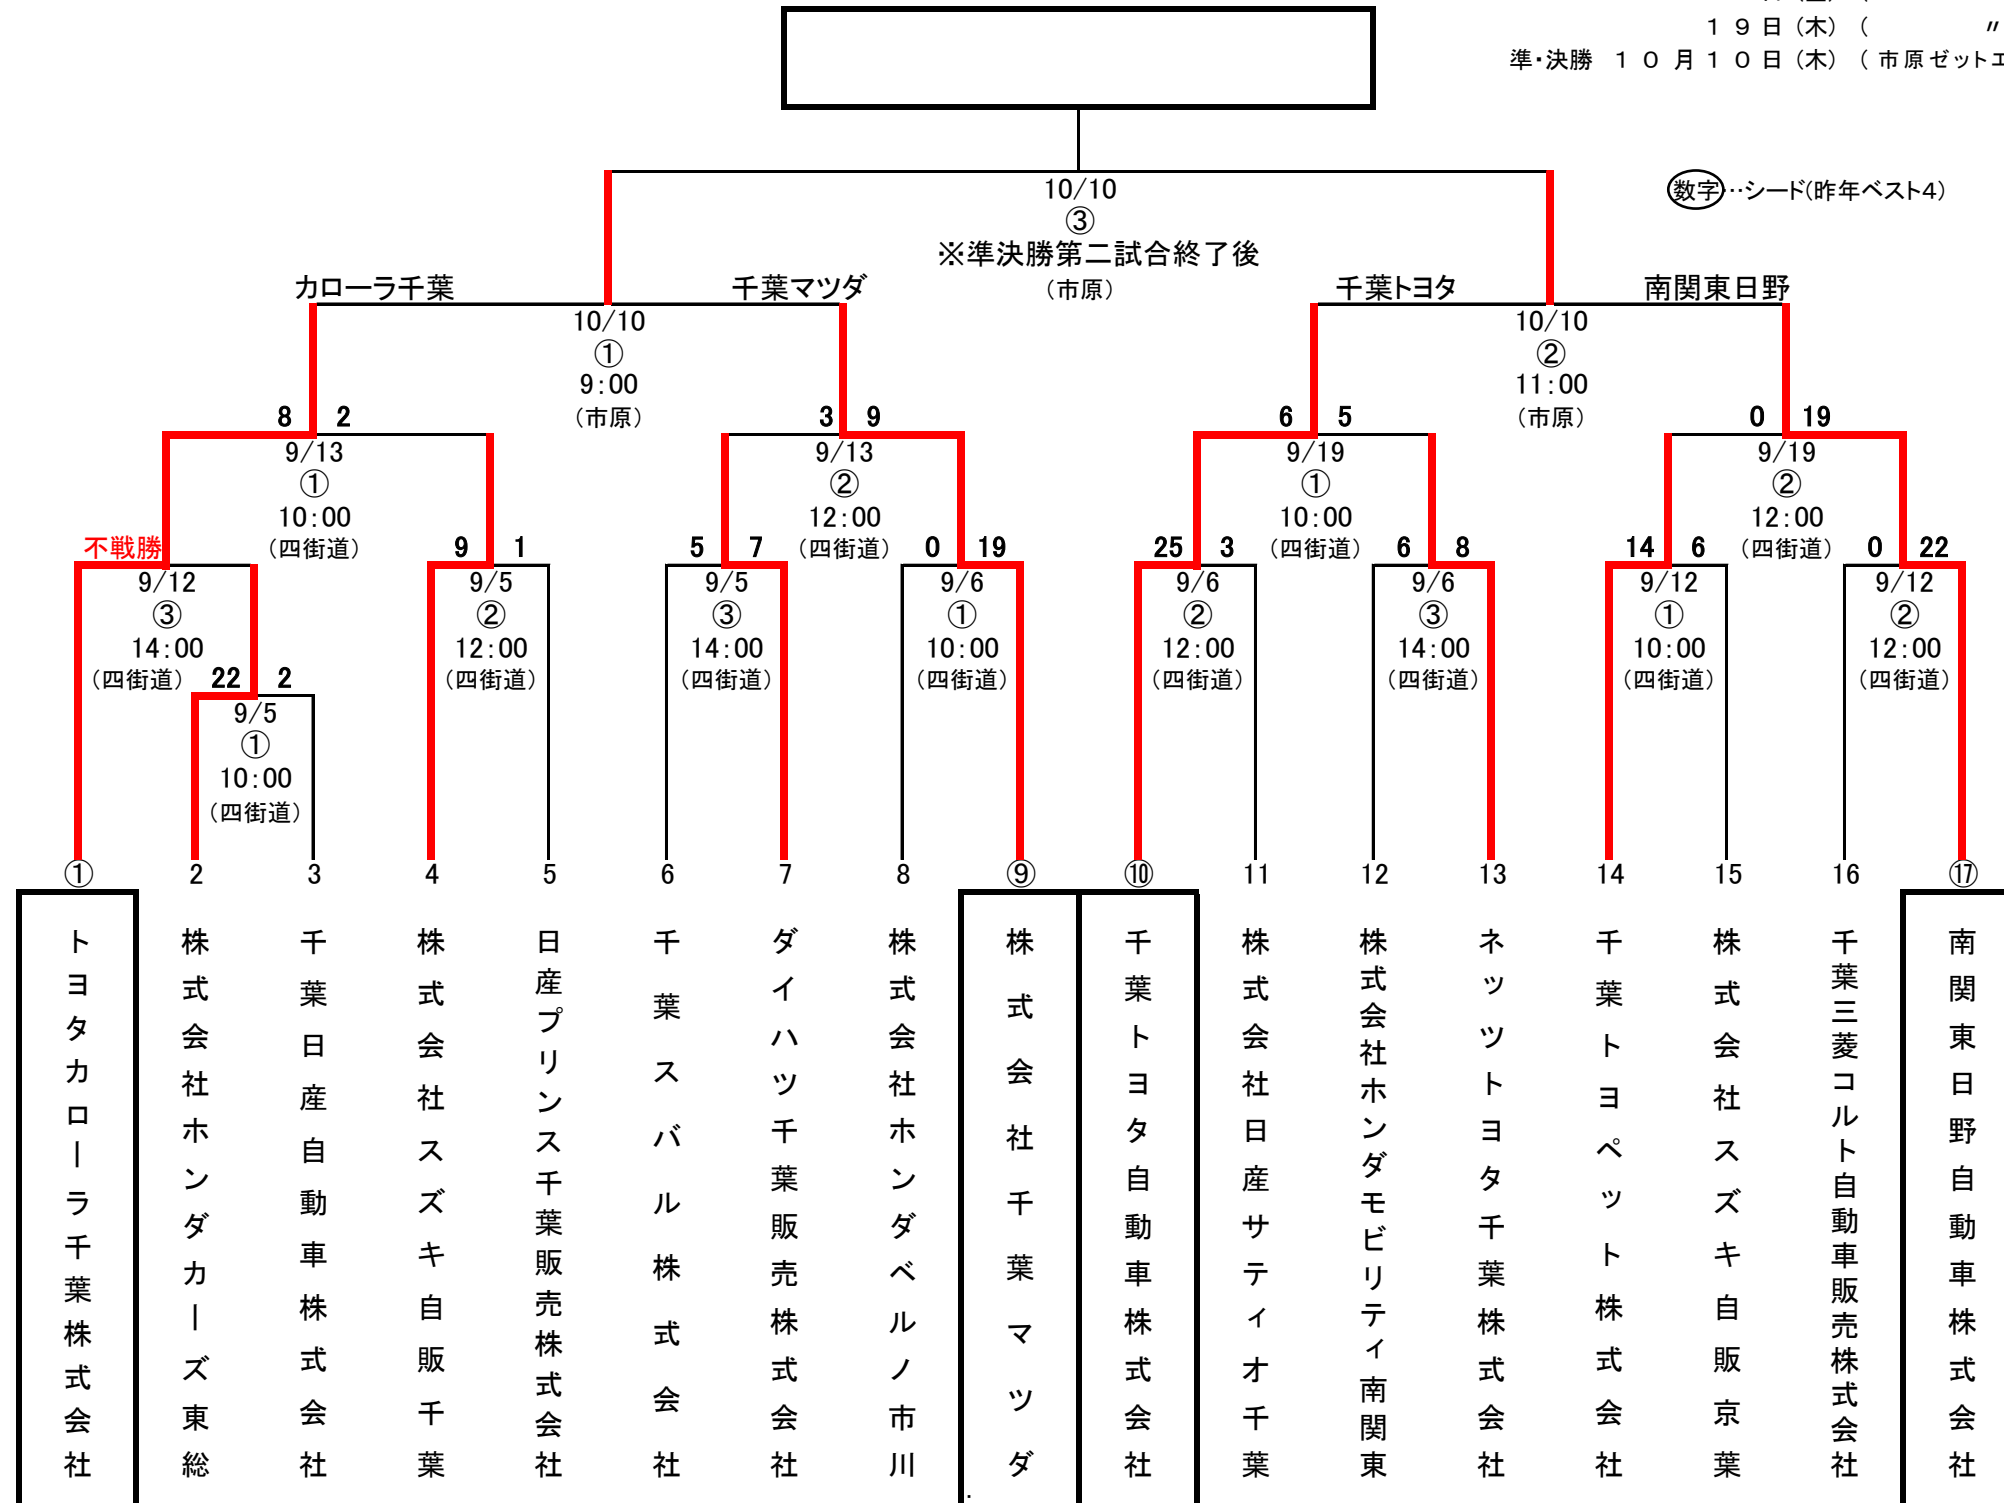 １９日（木）（　　　　　〃
準・決勝　１０月１０日（木）（市原ゼットエ
数字…シード(昨年ベスト4)
10/10
③
※準決勝第二試合終了後
（市原）
カローラ千葉
千葉マツダ
千葉トヨタ
南関東日野
10/10
①
9:00
（市原）
10/10
②
11:00
（市原）
8 2
9/13
①
10:00
（四街道）
3 9
9/13
②
12:00
（四街道）
6 5
9/19
①
10:00
（四街道）
0 19
9/19
②
12:00
（四街道）
不戦勝
9/12
③
14:00
（四街道）
9 1
9/5
②
12:00
（四街道）
5 7
9/5
③
14:00
（四街道）
0 19
9/6
①
10:00
（四街道）
25 3
9/6
②
12:00
（四街道）
6 8
9/6
③
14:00
（四街道）
14 6
9/12
①
10:00
（四街道）
0 22
9/12
②
12:00
（四街道）
22 2
9/5
①
10:00
（四街道）
① 2 3 4 5 6 7 8 ⑨ ⑩ 11 12 13 14 15 16 ⑰
トヨタカローラ千葉株式会社
株式会社ホンダカーズ東総
千葉日産自動車株式会社
株式会社スズキ自販千葉
日産プリンス千葉販売株式会社
千葉スバル株式会社
ダイハツ千葉販売株式会社
株式会社ホンダベルノ市川
株式会社千葉マツダ
千葉トヨタ自動車株式会社
株式会社日産サティオ千葉
株式会社ホンダモビリティ南関東
ネッツトヨタ千葉株式会社
千葉トヨペット株式会社
株式会社スズキ自販京葉
千葉三菱コルト自動車販売株式会社
南関東日野自動車株式会社